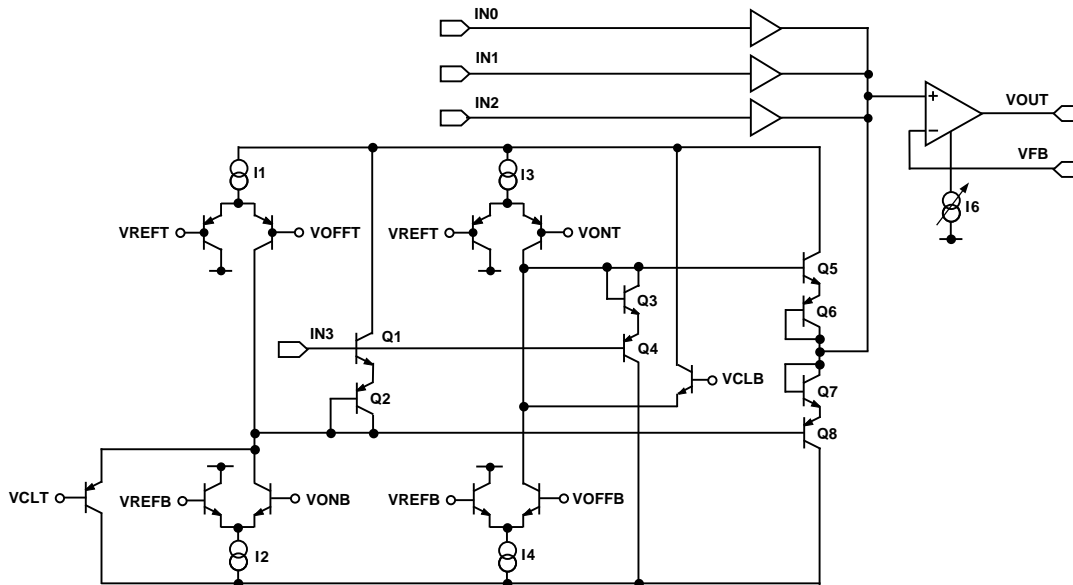 IN0
IN1
IN2
VOUT
VFB
I6
I1
I3
VREFT
VOFFT
VREFT
VONT
Q5
Q3
Q6
IN3
Q1
Q4
VCLB
Q7
Q2
Q8
VCLT
VREFB
VONB
VREFB
VOFFB
I2
I4